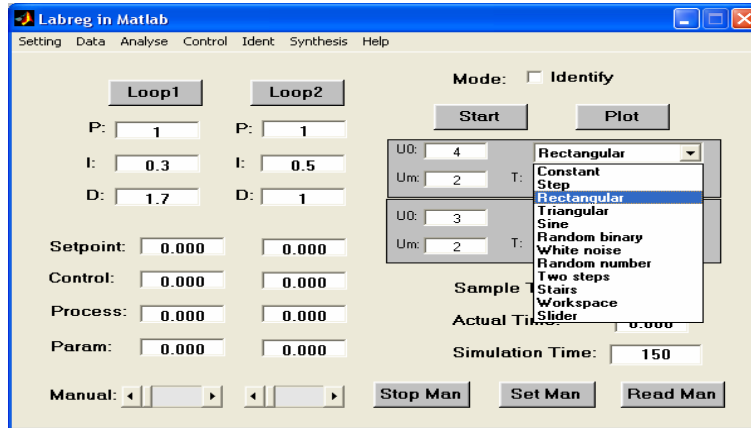 Labreg in Matlab
Setting Data Analyse Control Ident Synthesis Help
Mode: Identify
Loop1 Loop2
Start Plot
P: 1 P: 1
I: 0.3 I: 0.5
D: 1.7 D: 1
U0: 4 Rectangular
Um: 2 T:
Constant
Step
Rectangular
Triangular
Sine
Random binary
White noise
Random number
Two steps
Stairs
Workspace
Slider
U0: 3
Um: 2 T:
Setpoint: 0.000 0.000
Control: 0.000 0.000
Sample T
Process: 0.000 0.000
Actual Time: 0.000
Param: 0.000 0.000
Simulation Time: 150
Manual:
Stop Man Set Man Read Man